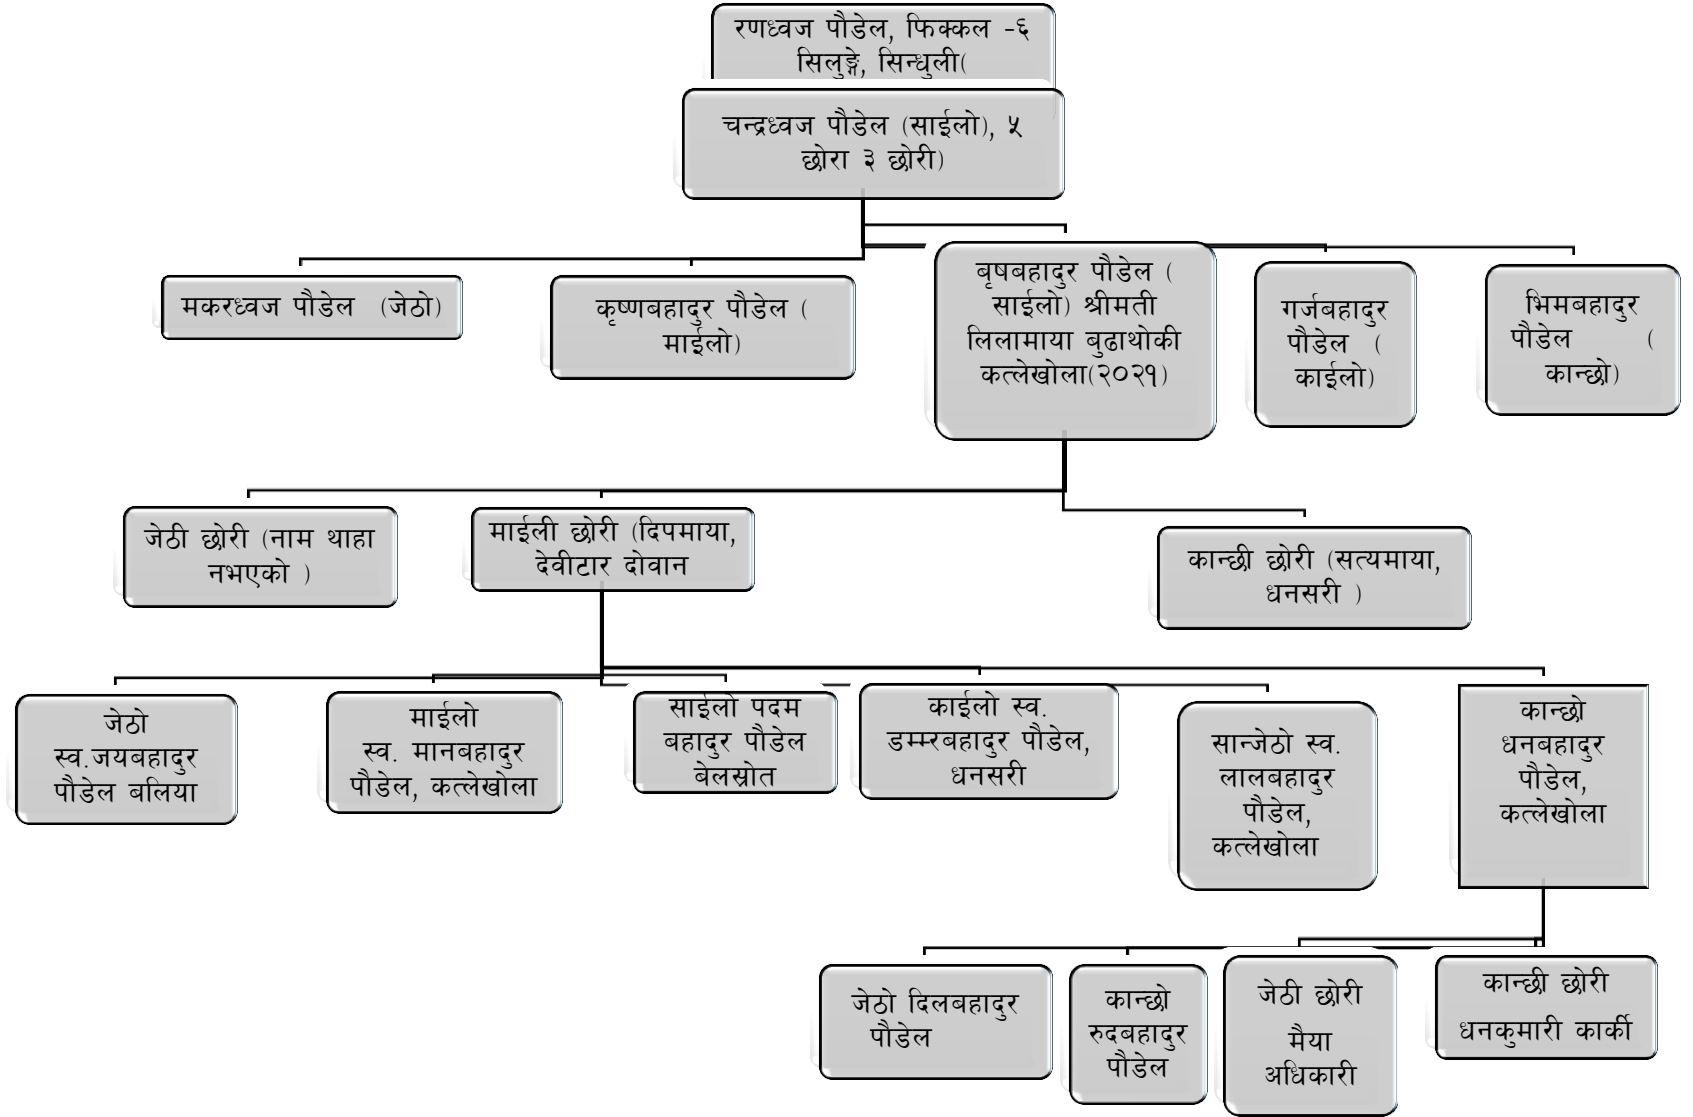 रणध्वज पौडेल, फिक्कल -६
सिलुङ्गे, सिन्धुली(
चन्द्रध्वज पौडेल (साईलो), ५
छोरा ३ छोरी)
मकरध्वज पौडेल (जेठो)
कृष्णबहादुर पौडेल (
माईलो)
बृषबहादुर पौडेल (
साईलो) श्रीमती
लिलामाया बुढाथोकी
कत्लेखोला(२०२१)
गर्जबहादुर
पौडेल (
काईलो)
भिमबहादुर
पौडेल (
कान्छो)
जेठी छोरी (नाम थाहा
नभएको )
माईली छोरी (दिपमाया,
देवीटार दोवान
कान्छी छोरी (सत्यमाया,
धनसरी )
जेठो
स्व.जयबहादुर
पौडेल बलिया
माईलो
स्व. मानबहादुर
पौडेल, कत्लेखोला
साईलो पदम
बहादुर पौडेल
बेलस्रोत
काईलो स्व.
डम्म्रबहादुर पौडेल,
धनसरी
सान्जेठो स्व.
लालबहादुर
पौडेल,
कत्लेखोला
कान्छो
धनबहादुर
पौडेल,
कत्लेखोला
जेठो दिलबहादुर
पौडेल
कान्छो
रुदबहादुर
पौडेल
जेठी छोरी
मैया
अधिकारी
कान्छी छोरी
धनकुमारी कार्की